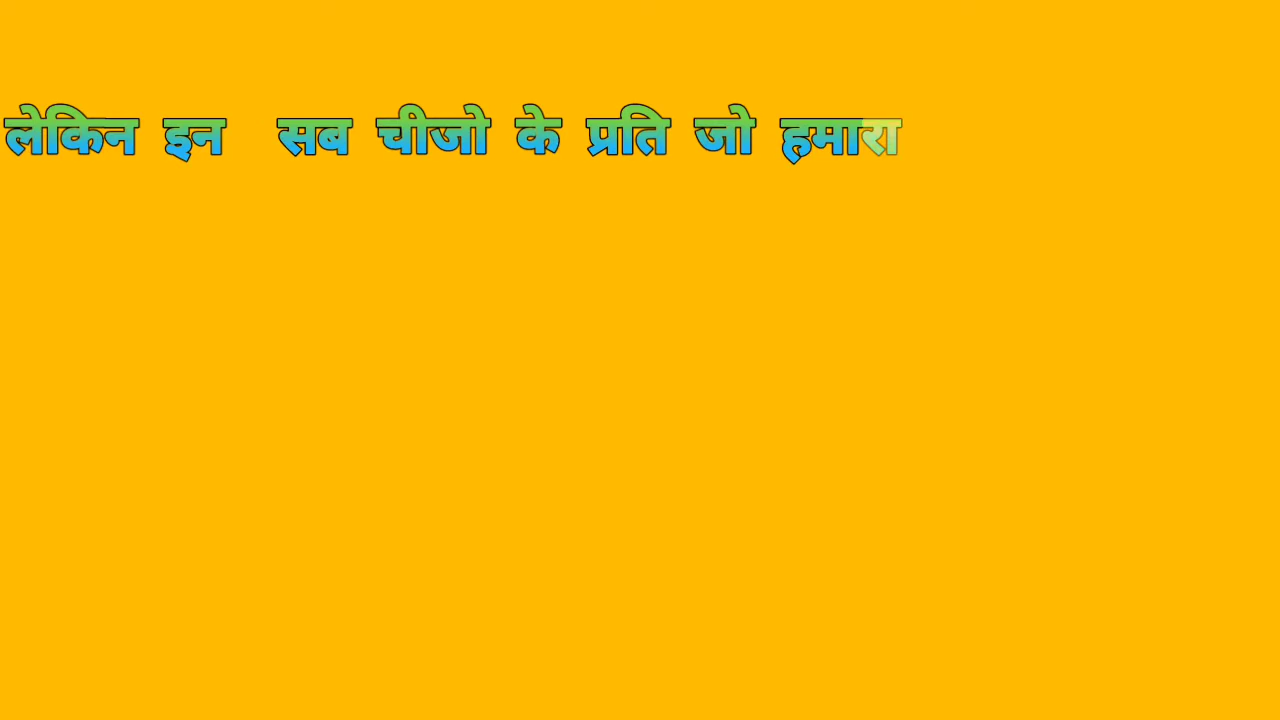 लेकिन इन सब चीजो के प्रति जो हमारा